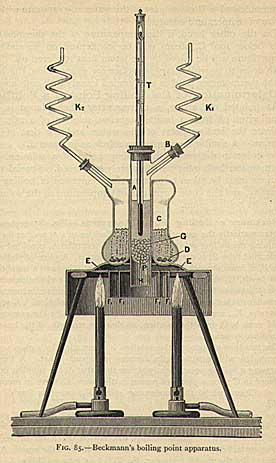 T
K2
K1
B
A
C
G
D
E
E
F
H
F F
F F
FIG. 85.—Beckmann's boiling point apparatus.